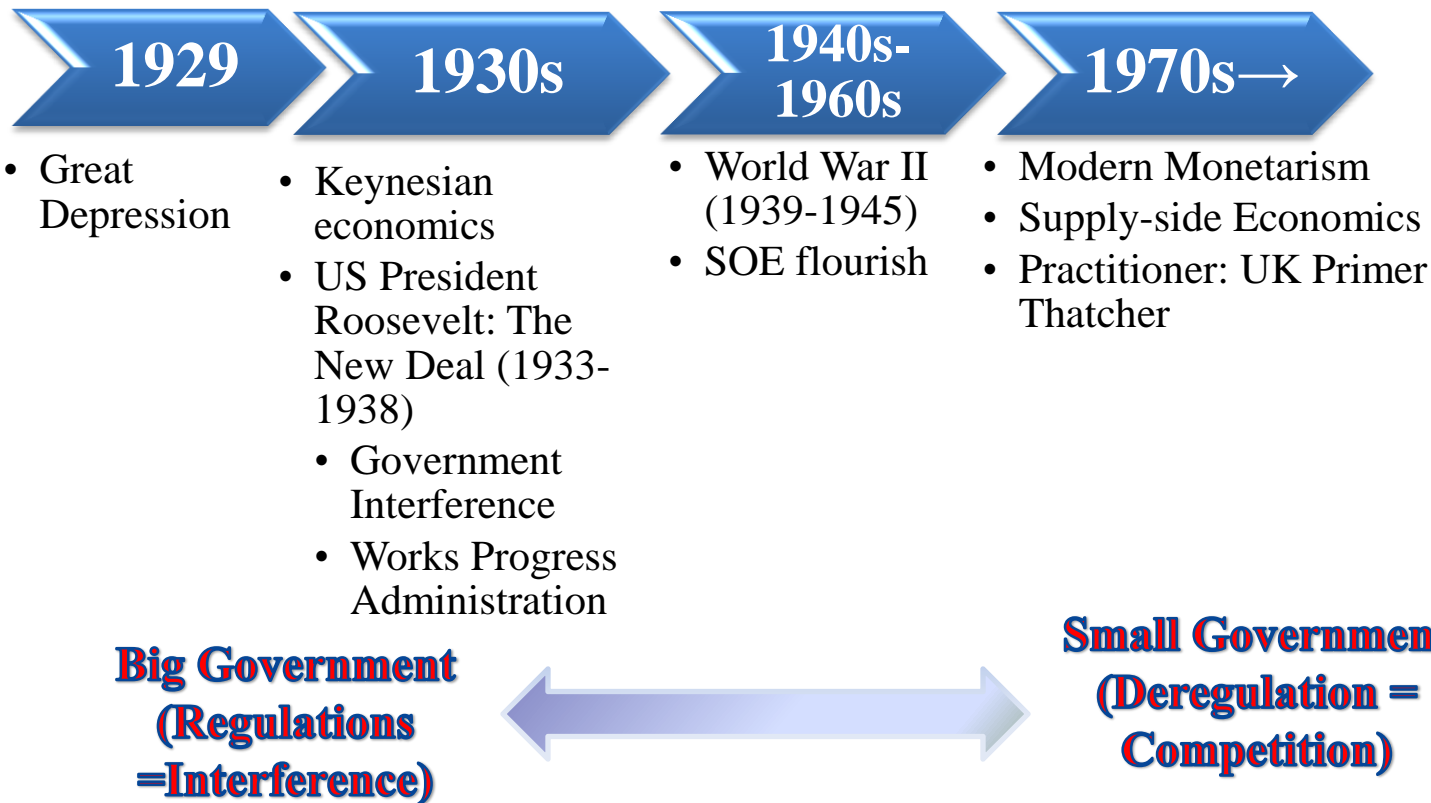 1929
• Great
Depression
1930s
• Keynesian
economics
• US President
Roosevelt: The
New Deal (1933-
1938)
• Government
Interference
• Works Progress
Administration
1940s-
1960s
• World War II
(1939-1945)
• SOE flourish
1970s→
• Modern Monetarism
• Supply-side Economics
• Practitioner: UK Primer
Thatcher
Big Government
(Regulations
=Interference)
Small Governmen
(Deregulation =
Competition)